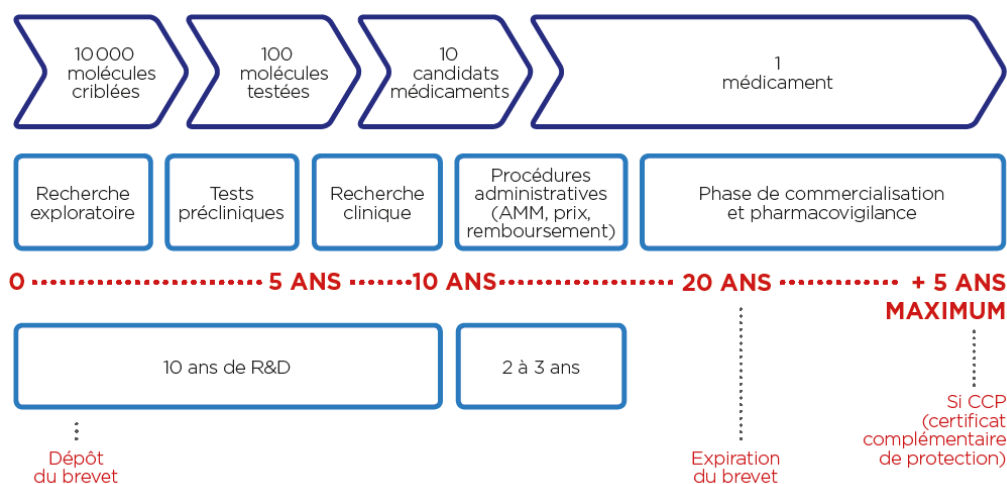 10 000
molécules
criblées
100
molécules
testées
10
candidats
médicaments
1
médicament
Recherche
exploratoire
Tests
précliniques
Recherche
clinique
Procédures
administratives
(AMM, prix,
remboursement)
Phase de commercialisation
et pharmacovigilance
0
5 ANS
10 ANS
20 ANS
+ 5 ANS
MAXIMUM
10 ans de R&D
2 à 3 ans
Dépôt
du brevet
Expiration
du brevet
Si CCP
(certificat
complémentaire
de protection)